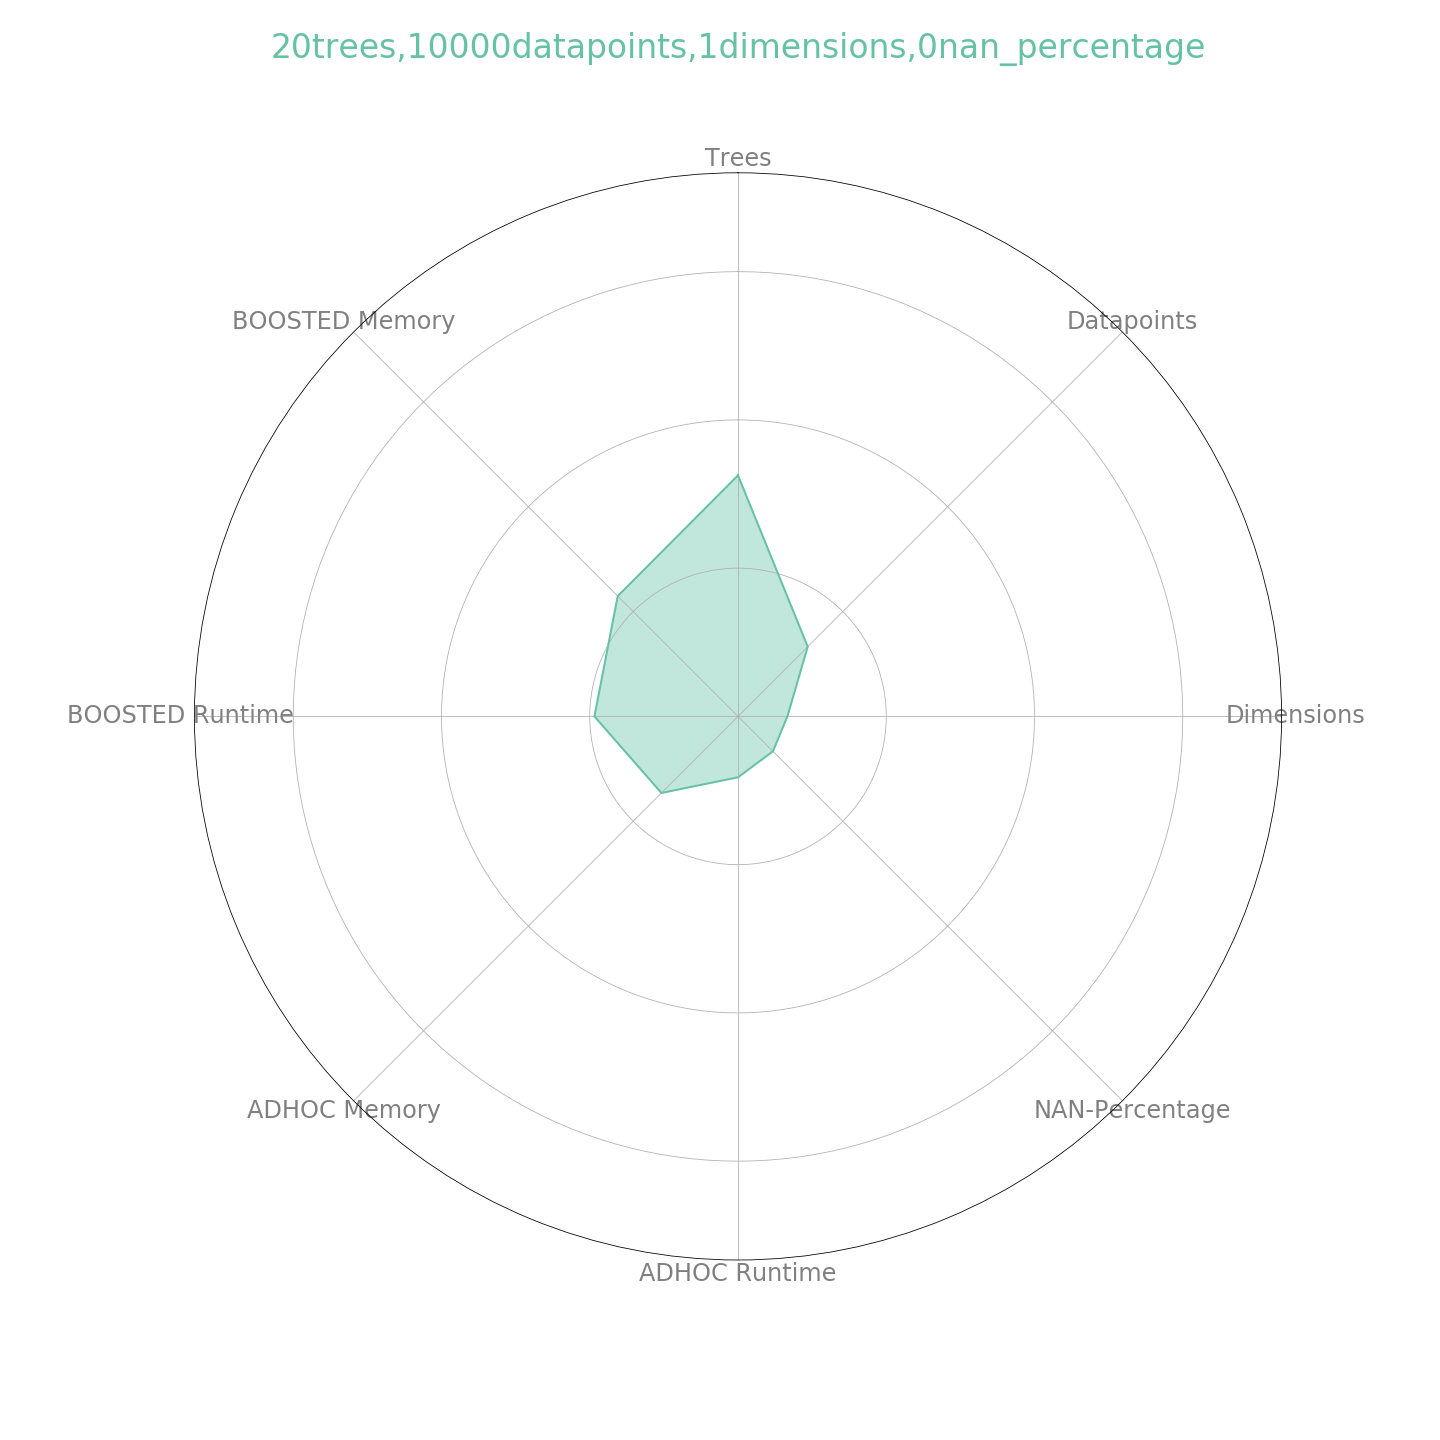 20trees,10000datapoints,1dimensions,0nan_percentage
Trees
BOOSTED Memory
Datapoints
BOOSTED Runtime
Dimensions
ADHOC Memory
NAN-Percentage
ADHOC Runtime